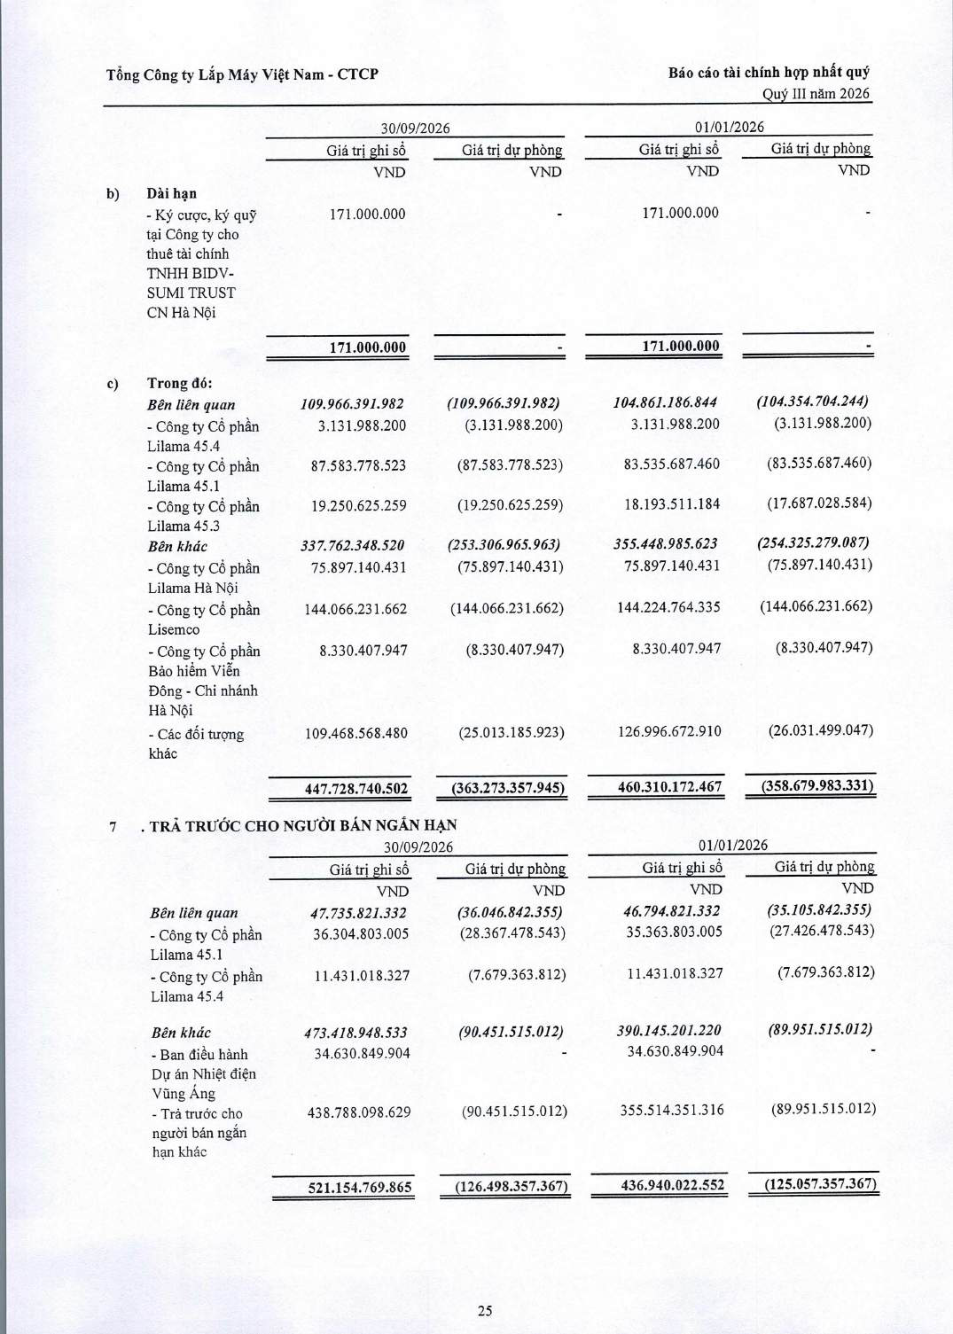 Tổng Công ty Lắp Máy Việt Nam - CTCP Báo cáo tài chính hợp nhất quý
Quý III năm 2026
30/09/2026 01/01/2026
Giá trị ghi sổ Giá trị dự phòng Giá trị ghi sổ Giá trị dự phòng
VND VND VND VND
b) Dài hạn
- Ký cược, ký quỹ 171.000.000 - 171.000.000 -
tại Công ty cho
thuê tài chính
TNHH BIDV-
SUMI TRUST
CN Hà Nội
171.000.000 - 171.000.000 -
c) Trong đó:
Bên liên quan 109.966.391.982 (109.966.391.982) 104.861.186.844 (104.354.704.244)
- Công ty Cổ phần 3.131.988.200 (3.131.988.200) 3.131.988.200 (3.131.988.200)
Lilama 45.4
- Công ty Cổ phần 87.583.778.523 (87.583.778.523) 83.535.687.460 (83.535.687.460)
Lilama 45.1
- Công ty Cổ phần 19.250.625.259 (19.250.625.259) 18.193.511.184 (17.687.028.584)
Lilama 45.3
Bên khác 337.762.348.520 (253.306.965.963) 355.448.985.623 (254.325.279.087)
- Công ty Cổ phần 75.897.140.431 (75.897.140.431) 75.897.140.431 (75.897.140.431)
Lilama Hà Nội
- Công ty Cổ phần 144.066.231.662 (144.066.231.662) 144.224.764.335 (144.066.231.662)
Lisemco
- Công ty Cổ phần 8.330.407.947 (8.330.407.947) 8.330.407.947 (8.330.407.947)
Bảo hiểm Viễn
Đông - Chi nhánh
Hà Nội
- Các đối tượng 109.468.568.480 (25.013.185.923) 126.996.672.910 (26.031.499.047)
khác
447.728.740.502 (363.273.357.945) 460.310.172.467 (358.679.983.331)
7 . TRẢ TRƯỚC CHO NGƯỜI BÁN NGẮN HẠN
30/09/2026 01/01/2026
Giá trị ghi sổ Giá trị dự phòng Giá trị ghi sổ Giá trị dự phòng
VND VND VND VND
Bên liên quan 47.735.821.332 (36.046.842.355) 46.794.821.332 (35.105.842.355)
- Công ty Cổ phần 36.304.803.005 (28.367.478.543) 35.363.803.005 (27.426.478.543)
Lilama 45.1
- Công ty Cổ phần 11.431.018.327 (7.679.363.812) 11.431.018.327 (7.679.363.812)
Lilama 45.4
Bên khác 473.418.948.533 (90.451.515.012) 390.145.201.220 (89.951.515.012)
- Ban điều hành 34.630.849.904 - 34.630.849.904 -
Dự án Nhiệt điện
Vũng Áng
- Trả trước cho 438.788.098.629 (90.451.515.012) 355.514.351.316 (89.951.515.012)
người bán ngắn
hạn khác
521.154.769.865 (126.498.357.367) 436.940.022.552 (125.057.357.367)
25